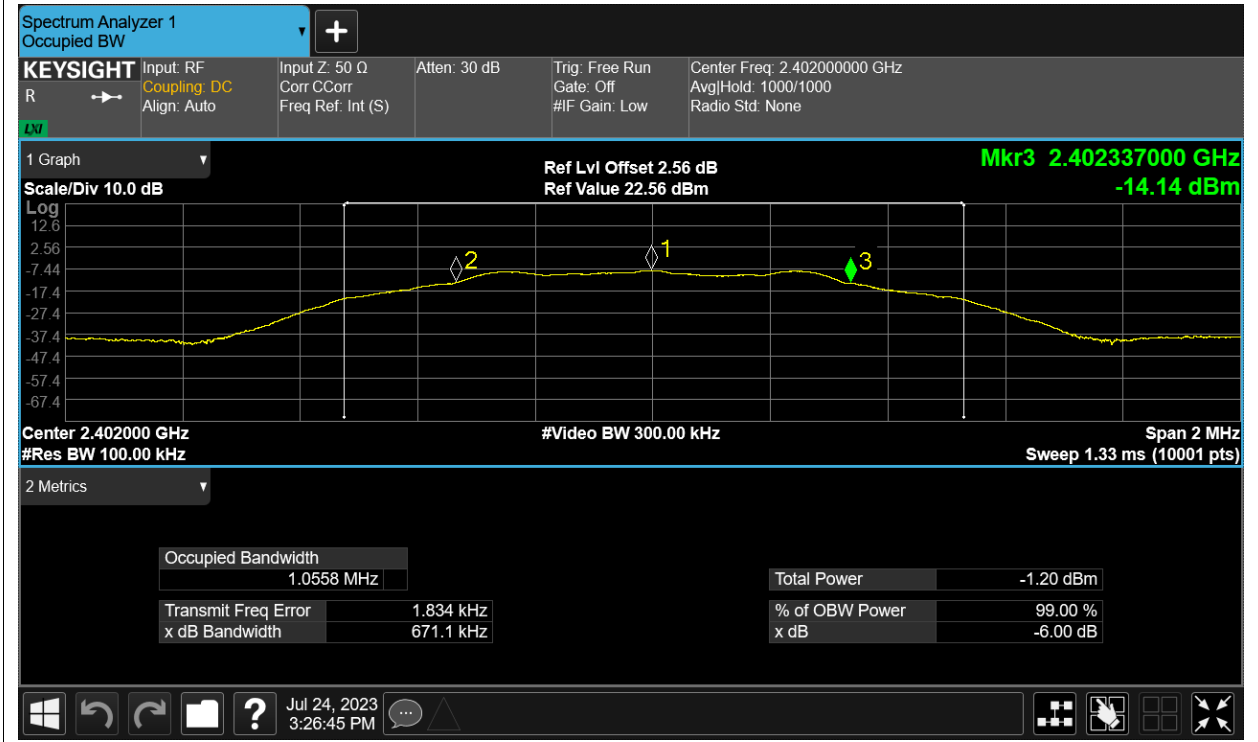 Spectrum Analyzer 1
Occupied BW
KEYSIGHT
R
LXI
Input: RF
Coupling: DC
Align: Auto
Input Z: 50 Ω
Corr CCorr
Freq Ref: Int (S)
Atten: 30 dB
Trig: Free Run
Gate: Off
#IF Gain: Low
Center Freq: 2.402000000 GHz
Avg|Hold: 1000/1000
Radio Std: None
1 Graph
Scale/Div 10.0 dB
Ref Lvl Offset 2.56 dB
Ref Value 22.56 dBm
Mkr3 2.402337000 GHz
-14.14 dBm
Log
12.6
2.56
-7.44
-17.4
-27.4
-37.4
-47.4
-57.4
-67.4
2
1
3
Center 2.402000 GHz
#Video BW 300.00 kHz
Span 2 MHz
#Res BW 100.00 kHz
Sweep 1.33 ms (10001 pts)
2 Metrics
Occupied Bandwidth
1.0558 MHz
Total Power -1.20 dBm
Transmit Freq Error 1.834 kHz
% of OBW Power 99.00 %
x dB Bandwidth 671.1 kHz
x dB -6.00 dB
?
Jul 24, 2023
3:26:45 PM